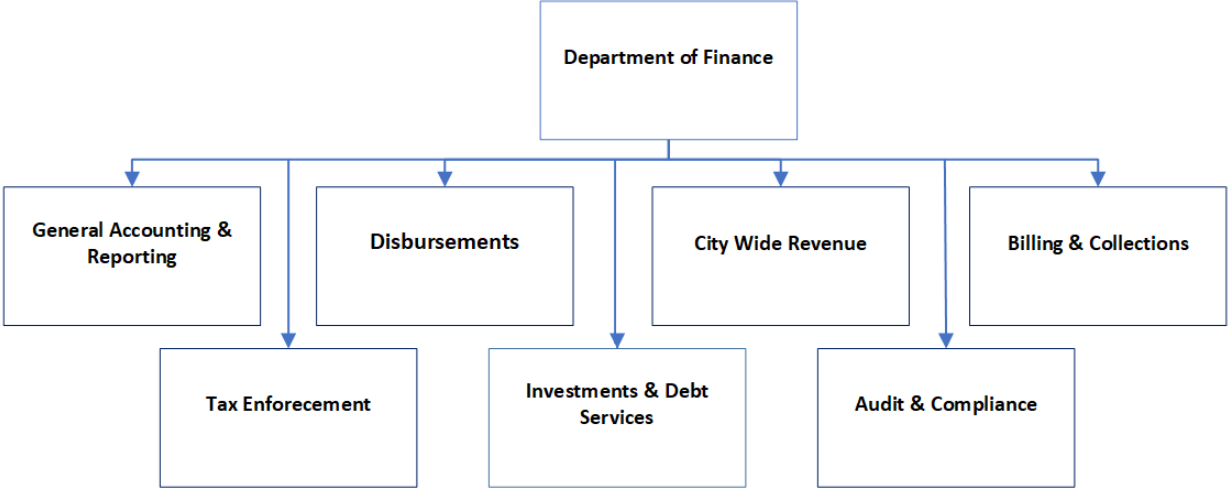 Department of Finance
General Accounting &
Reporting
Disbursements
City Wide Revenue
Billing & Collections
Tax Enforecement
Investments & Debt
Services
Audit & Compliance